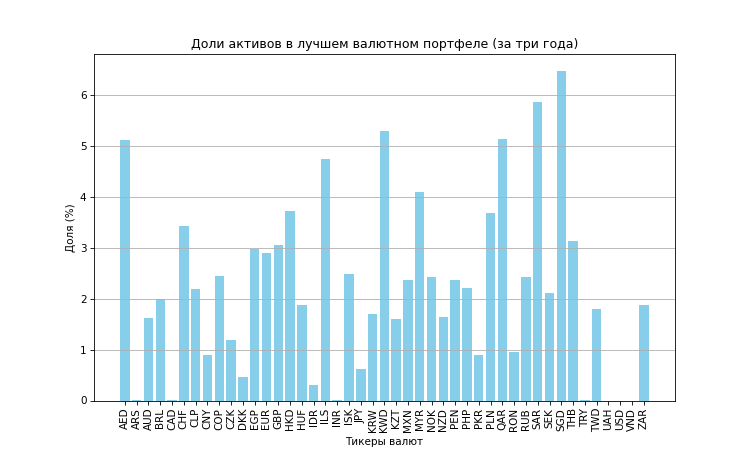 Доли активов в лучшем валютном портфеле (за три года)
Доля (%)
6
5
4
3
2
1
0
AED
ARS
AUD
BRL
CAD
CHF
CLP
CNY
COP
CZK
DKK
EGP
EUR
GBP
HKD
HUF
IDR
ILS
INR
ISK
JPY
KRW
KWD
KZT
MXN
MYR
NOK
NZD
PEN
PHP
PKR
PLN
QAR
RON
RUB
SAR
SEK
SGD
THB
TRY
TWD
UAH
USD
VND
ZAR
Тикеры валют